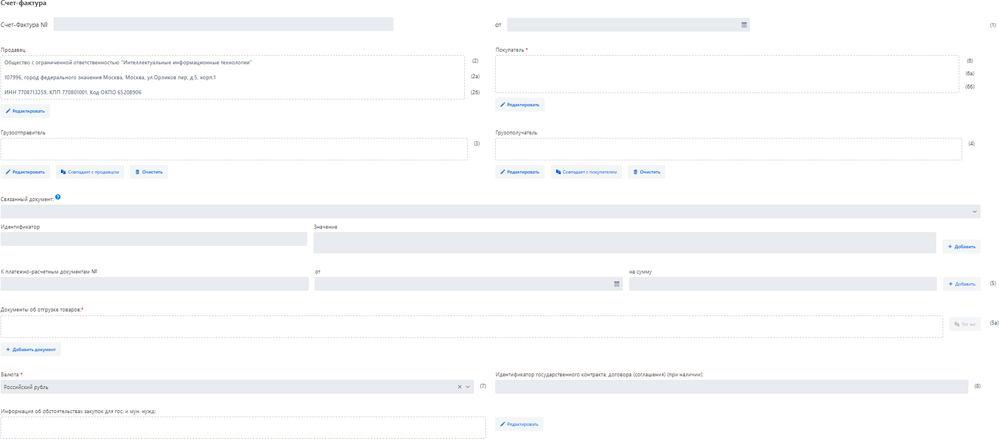 Счет-фактура
Счет-Фактура №
от
(1)
Продавец
Покупатель *
Общество с ограниченной ответственностью "Интеллектуальные информационные технологии"
(2)
(6)
107996, город федерального значения Москва, Москва, ул.Орликов пер, д.5, корп.1
(2а)
(6а)
ИНН 7708713259, КПП 770801001, Код ОКПО 65208906
(2б)
(6б)
Редактировать
Редактировать
Грузоотправитель
Грузополучатель
(3)
(4)
Редактировать
Совпадает с продавцом
Очистить
Редактировать
Совпадает с покупателем
Очистить
Связанный документ: ?
Идентификатор
Значение
+ Добавить
К платежно-расчетным документам №
от
на сумму
+ Добавить
(5)
Документы об отгрузке товаров:*
Тот же
(5а)
+ Добавить документ
Валюта *
Идентификатор государственного контракта, договора (соглашения) (при наличии):
Российский рубль
(7)
(8)
Информация об обстоятельствах закупок для гос. и мун. нужд:
Редактировать